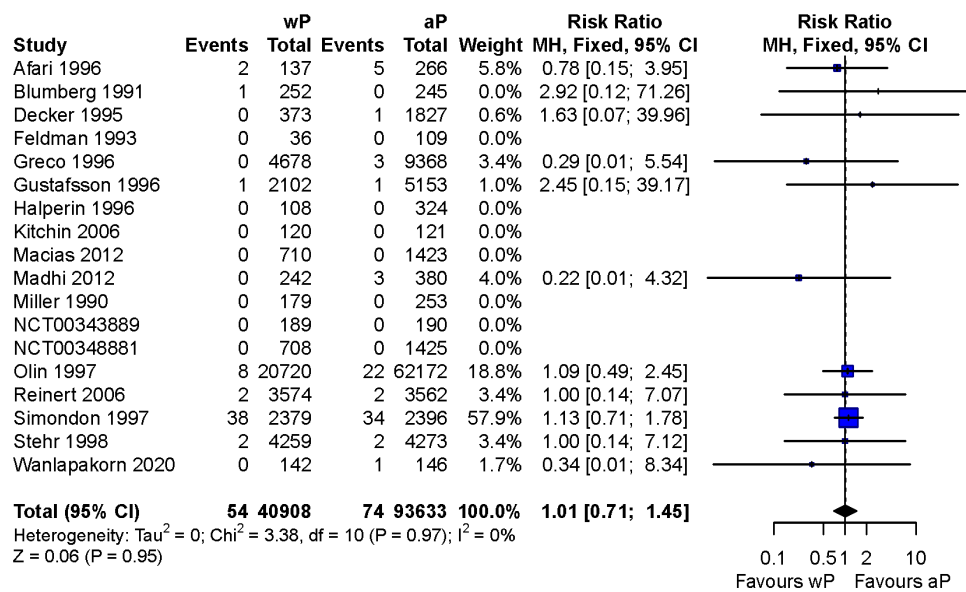 wP aP Risk Ratio Risk Ratio
Study Events Total Events Total Weight MH, Fixed, 95% CI MH, Fixed, 95% CI
Afari 1996 2 137 5 266 5.8% 0.78 [0.15; 3.95]
Blumberg 1991 1 252 0 245 0.0% 2.92 [0.12; 71.26]
Decker 1995 0 373 1 1827 0.6% 1.63 [0.07; 39.96]
Feldman 1993 0 36 0 109 0.0%
Greco 1996 0 4678 3 9368 3.4% 0.29 [0.01; 5.54]
Gustafsson 1996 1 2102 1 5153 1.0% 2.45 [0.15; 39.17]
Halperin 1996 0 108 0 324 0.0%
Kitchin 2006 0 120 0 121 0.0%
Macias 2012 0 710 0 1423 0.0%
Madhi 2012 0 242 3 380 4.0% 0.22 [0.01; 4.32]
Miller 1990 0 179 0 253 0.0%
NCT00343889 0 189 0 190 0.0%
NCT00348881 0 708 0 1425 0.0%
Olin 1997 8 20720 22 62172 18.8% 1.09 [0.49; 2.45]
Reinert 2006 2 3574 2 3562 3.4% 1.00 [0.14; 7.07]
Simondon 1997 38 2379 34 2396 57.9% 1.13 [0.71; 1.78]
Stehr 1998 2 4259 2 4273 3.4% 1.00 [0.14; 7.12]
Wanlapakorn 2020 0 142 1 146 1.7% 0.34 [0.01; 8.34]
Total (95% CI) 54 40908 74 93633 100.0% 1.01 [0.71; 1.45]
Heterogeneity: Tau² = 0; Chi² = 3.38, df = 10 (P = 0.97); I² = 0%
Z = 0.06 (P = 0.95)
0.1 0.5 1 2 10
Favours wP Favours aP